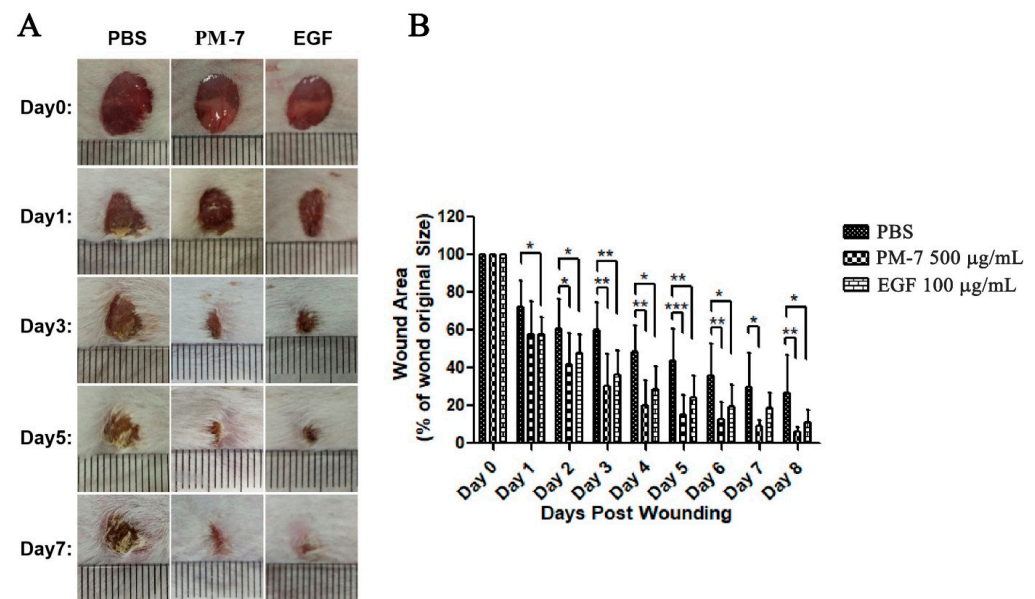 A
PBS PM-7 EGF
Day0:
Day1:
Day3:
Day5:
Day7:
B
120
100
80
60
40
20
0
Wound Area
(% of wond original Size)
* * * ** ** * ** ** *** * ** * * **
Day 0 Day 1 Day 2 Day 3 Day 4 Day 5 Day 6 Day 7 Day 8
Days Post Wounding
PBS
PM-7 500 μg/mL
EGF 100 μg/mL